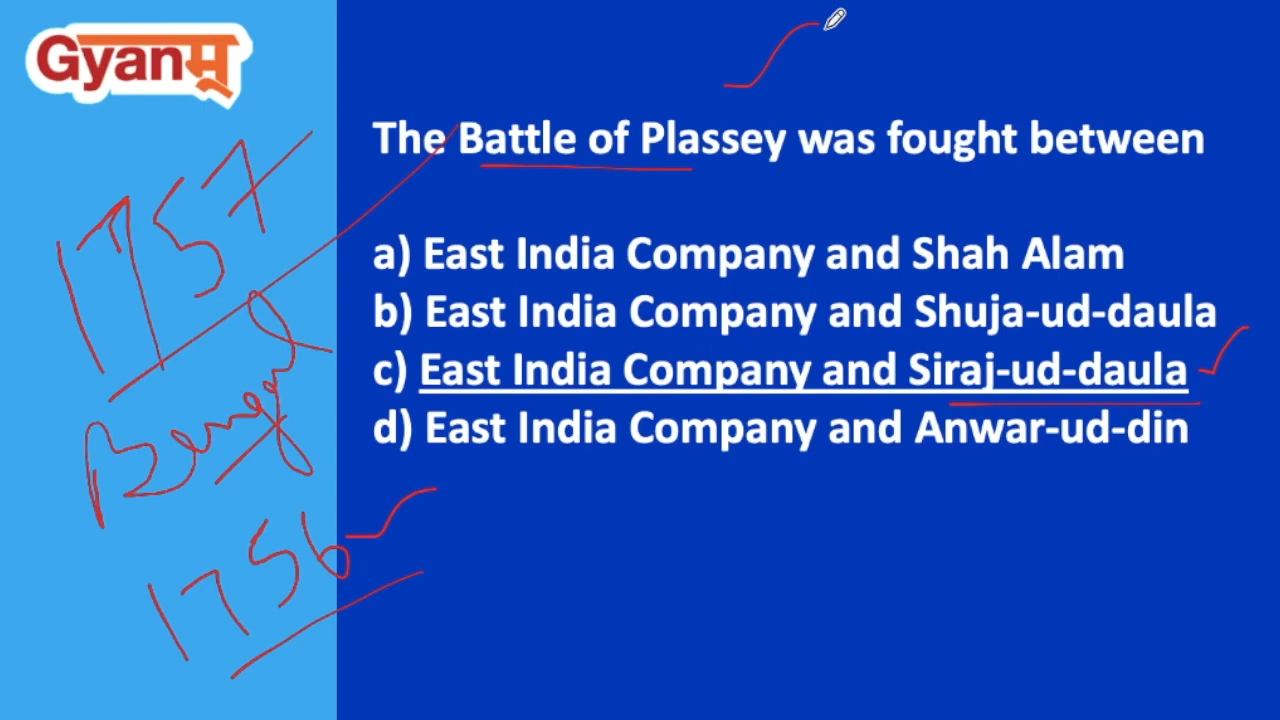 Gyanम
1757
Bengal
1756
The Battle of Plassey was fought between
a) East India Company and Shah Alam
b) East India Company and Shuja-ud-daula
c) East India Company and Siraj-ud-daula
d) East India Company and Anwar-ud-din